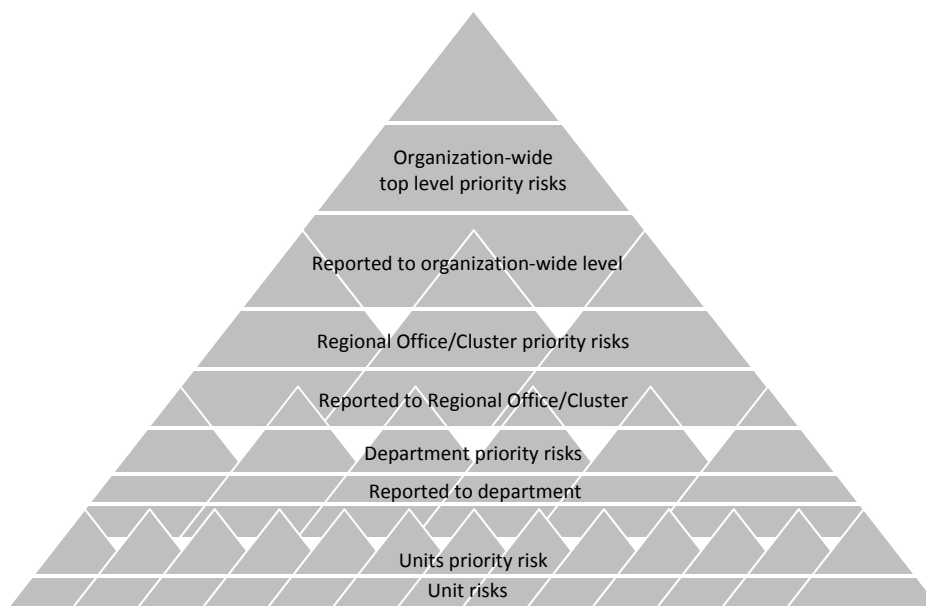 Organization-wide
top level priority risks
Reported to organization-wide level
Regional Office/Cluster priority risks
Reported to Regional Office/Cluster
Department priority risks
Reported to department
Units priority risk
Unit risks